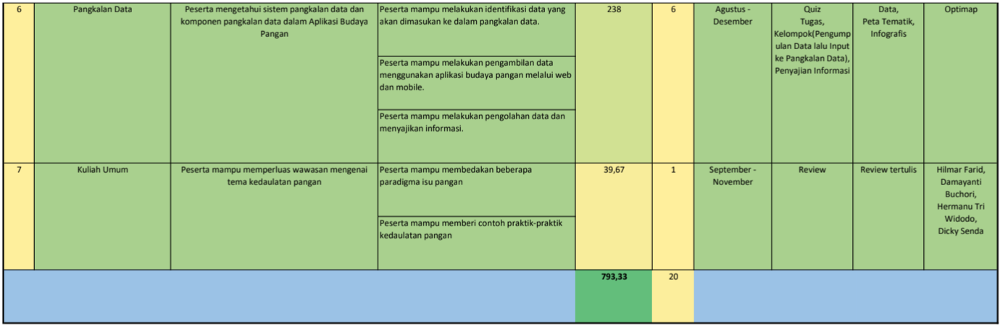 6
Pangkalan Data
Peserta mengetahui sistem pangkalan data dan
komponen pangkalan data dalam Aplikasi Budaya
Pangan
Peserta mampu melakukan identifikasi data yang
akan dimasukan ke dalam pangkalan data.
Peserta mampu melakukan pengambilan data
menggunakan aplikasi budaya pangan melalui web
dan mobile.
Peserta mampu melakukan pengolahan data dan
menyajikan informasi.
238
6
Agustus -
Desember
Quiz
Tugas,
Kelompok(Pengump
ulan Data lalu Input
ke Pangkalan Data),
Penyajian Informasi
Data,
Peta Tematik,
Infografis
Optimap
7
Kuliah Umum
Peserta mampu memperluas wawasan mengenai
tema kedaulatan pangan
Peserta mampu membedakan beberapa
paradigma isu pangan
Peserta mampu memberi contoh praktik-praktik
kedaulatan pangan
39,67
1
September -
November
Review
Review tertulis
Hilmar Farid,
Damayanti
Buchori,
Hermanu Tri
Widodo,
Dicky Senda
793,33
20